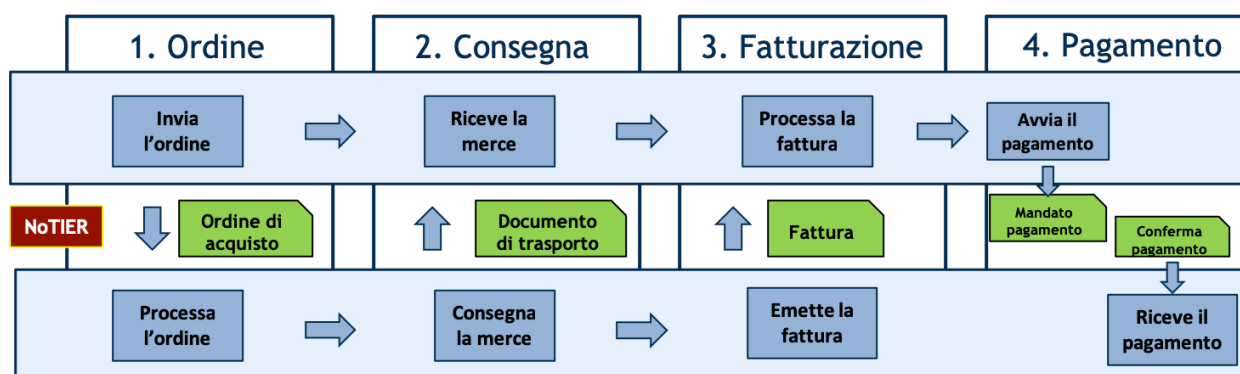 1. Ordine
2. Consegna
3. Fatturazione
4. Pagamento
Invia
l’ordine
Riceve la
merce
Processa la
fattura
Avvia il
pagamento
NoTIER
Ordine di
acquisto
Documento
di trasporto
Fattura
Mandato
pagamento
Conferma
pagamento
Processa
l’ordine
Consegna
la merce
Emette la
fattura
Riceve il
pagamento